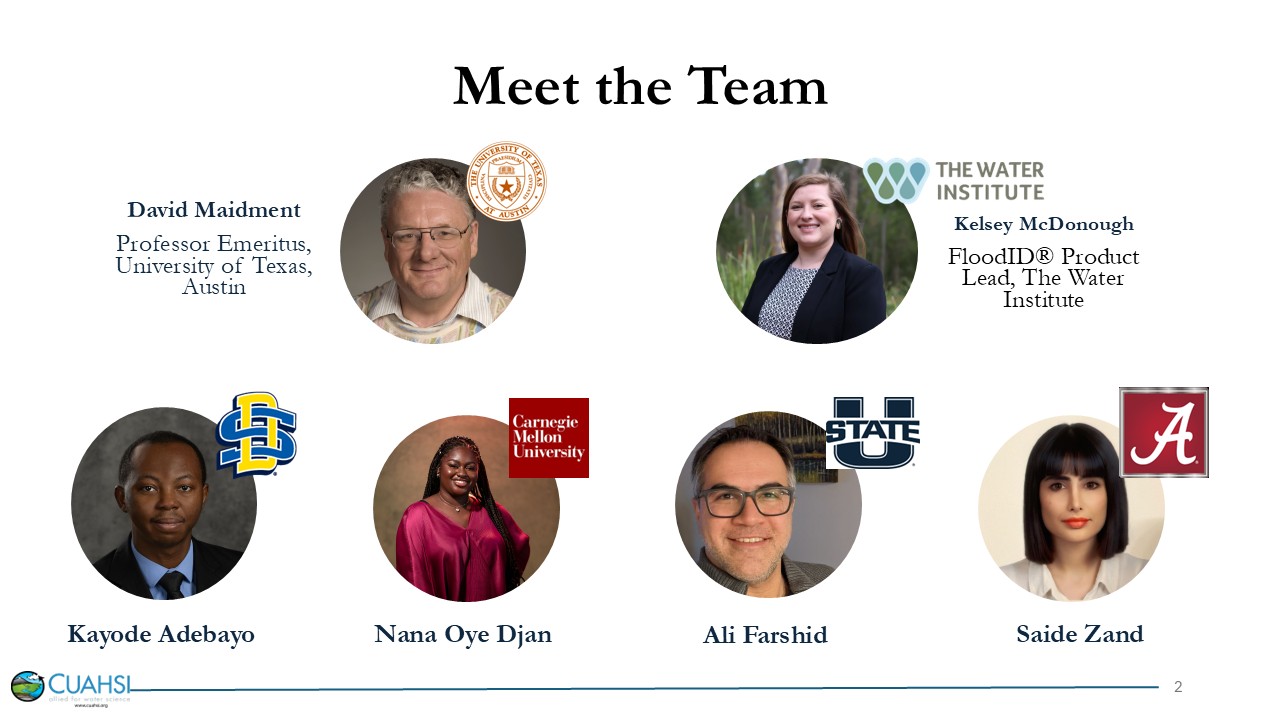 Meet the Team
THE UNIVERSITY OF TEXAS
AT AUSTIN
David Maidment
Professor Emeritus,
University of Texas,
Austin
THE WATER
INSTITUTE
Kelsey McDonough
FloodID® Product
Lead, The Water
Institute
SD
Carnegie
Mellon
University
U
STATE
A
Kayode Adebayo
Nana Oye Djan
Ali Farshid
Saide Zand
CUAHSI
allied for water science
www.cuahsi.org
2